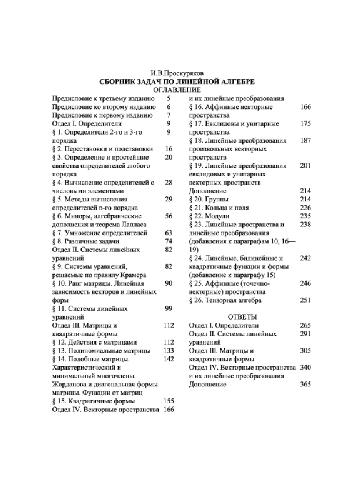 И.В.Проскуряков
СБОРНИК ЗАДАЧ ПО ЛИНЕЙНОЙ АЛГЕБРЕ
ОГЛАВЛЕНИЕ
Предисловие к третьему изданию 5
Предисловие ко второму изданию 6
Предисловие к первому изданию 7
Отдел I. Определители 9
§ 1. Определители 2-го и 3-го 9
порядка
§ 2. Перестановки и подстановки 16
§ 3. Определение и простейшие 20
свойства определителей любого
порядка
§ 4. Вычисление определителей с 28
числовыми элементами
§ 5. Методы вычисления 29
определителей n-го порядка
§ 6. Миноры, алгебраические 56
дополнения и теорема Лапласа
§ 7. Умножение определителей 63
§ 8. Различные задачи 74
Отдел II. Системы линейных 82
уравнений
§ 9. Системы уравнений, 82
решаемые по правилу Крамера
§ 10. Ранг матрицы. Линейная 90
зависимость векторов и линейных
форм
§ 11. Системы линейных 99
уравнений
Отдел III. Матрицы и 112
квадратичные формы
§ 12. Действия с матрицами 112
§ 13. Полиномиальные матрицы 133
§ 14. Подобные матрицы 142
Характеристический и
минимальный многочлены.
Жорданова и диагональная формы
матрицы. Функции от матриц
§ 15. Квадратичные формы 155
Отдел IV. Векторные пространства 166
и их линейные преобразования
§ 16. Аффинные векторные 166
пространства
§ 17. Евклидовы и унитарные 175
пространства
§ 18. Линейные преобразования 187
произвольных векторных
пространств
§ 19. Линейные преобразования 201
евклидовых и унитарных
векторных пространств
Дополнение 214
§ 20. Группы 214
§ 21. Кольца и поля 226
§ 22. Модули 235
§ 23. Линейные пространства и 238
линейные преобразования
(добавления к параграфам 10, 16—
19)
§ 24. Линейные, билинейные и 242
квадратичные функции и формы
(добавление к параграфу 15)
§ 25. Аффинные (точечно- 246
векторные) пространства
§ 26. Тензорная алгебра 251
ОТВЕТЫ
Отдел I. Определители 265
Отдел II. Системы линейных 291
уравнений
Отдел III. Матрицы и 305
квадратичные формы
Отдел IV. Векторные пространства 340
и их линейные преобразования
Дополнение 365